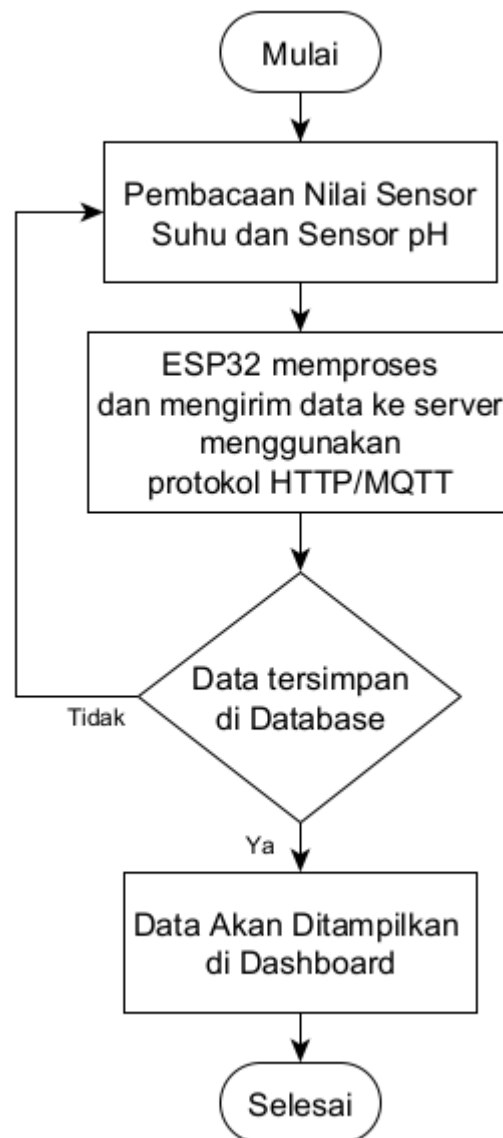 Mulai
Pembacaan Nilai Sensor
Suhu dan Sensor pH
ESP32 memproses
dan mengirim data ke server
menggunakan
protokol HTTP/MQTT
Data tersimpan
di Database
Tidak
Ya
Data Akan Ditampilkan
di Dashboard
Selesai